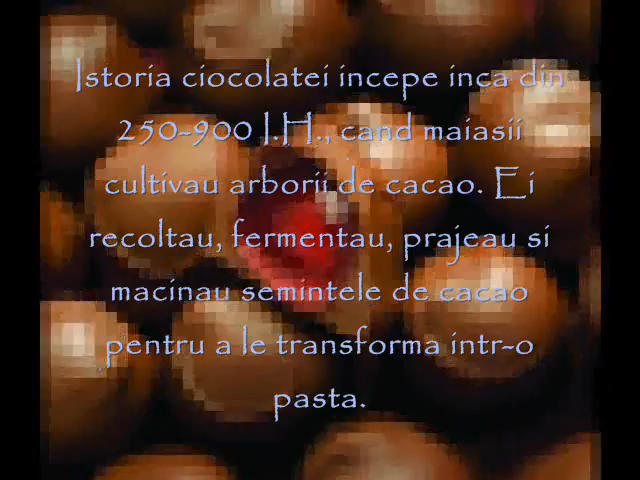 Istoria ciocolatei incepe inca din
250-900 I.H., cand maiasii
cultivau arborii de cacao. Ei
recoltau, fermentau, prajeau si
macinau semintele de cacao
pentru a le transforma intr-o
pasta.